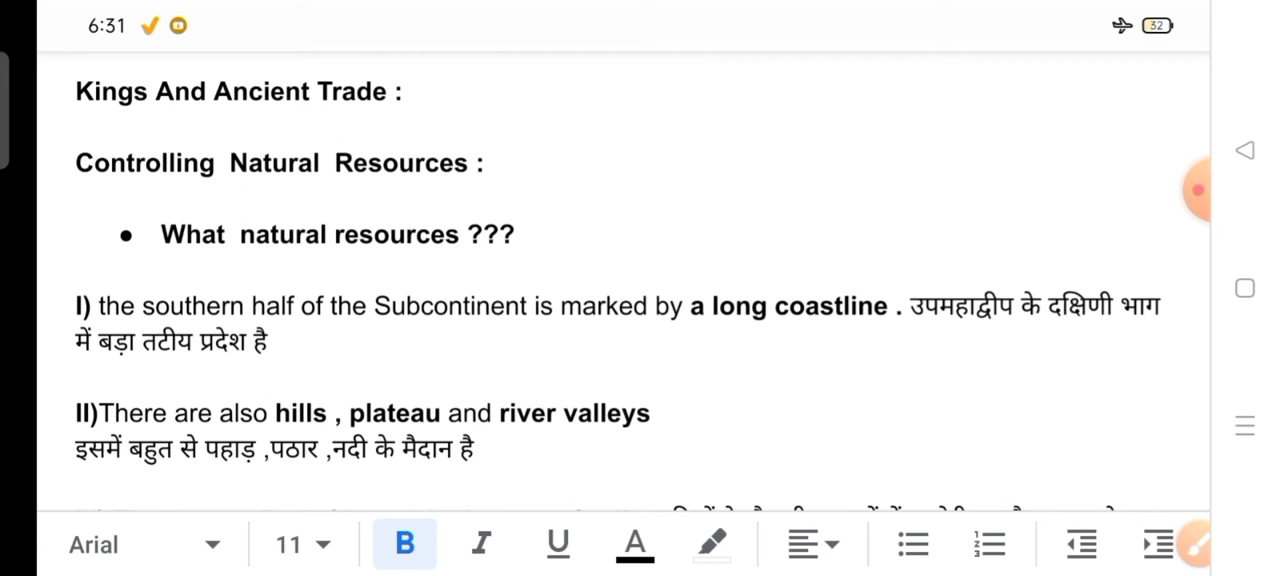 6:31
32
Kings And Ancient Trade :
Controlling Natural Resources :
• What natural resources ???
I) the southern half of the Subcontinent is marked by a long coastline . उपमहाद्वीप के दक्षिणी भाग
में बड़ा तटीय प्रदेश है
II)There are also hills , plateau and river valleys
इसमें बहुत से पहाड़ ,पठार ,नदी के मैदान है
Arial 11 B I U A